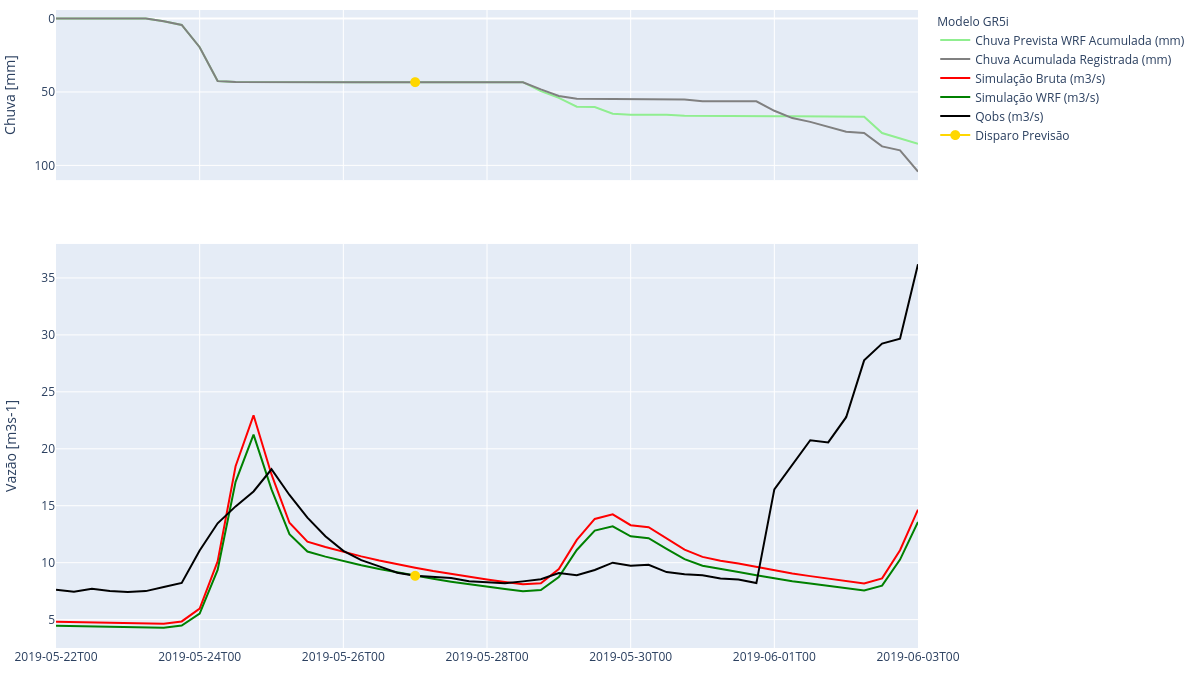 Modelo GR5i
Chuva Prevista WRF Acumulada (mm)
Chuva Acumulada Registrada (mm)
Simulação Bruta (m3/s)
Simulação WRF (m3/s)
Qobs (m3/s)
Disparo Previsão
Chuva [mm]
0
50
100
Vazão [m3s-1]
35
30
25
20
15
10
5
2019-05-22T00
2019-05-24T00
2019-05-26T00
2019-05-28T00
2019-05-30T00
2019-06-01T00
2019-06-03T00